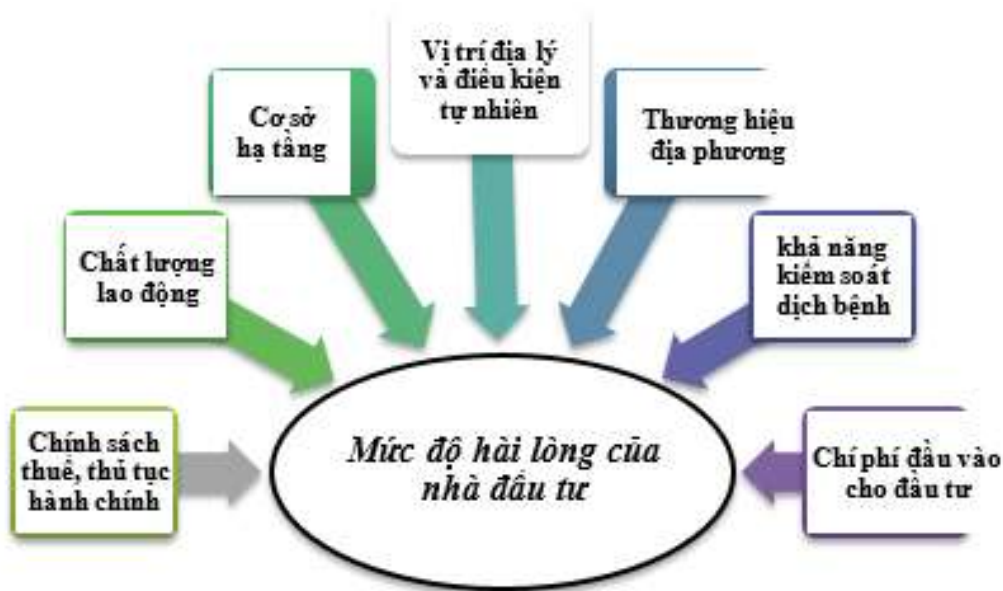 Vị trí địa lý
và điều kiện
tự nhiên
Cơ sở
hạ tầng
Thương hiệu
địa phương
Chất lượng
lao động
khả năng
kiểm soát
dịch bệnh
Chính sách
thuế, thủ tục
hành chính
Mức độ hài lòng của
nhà đầu tư
Chí phí đầu vào
cho đầu tư